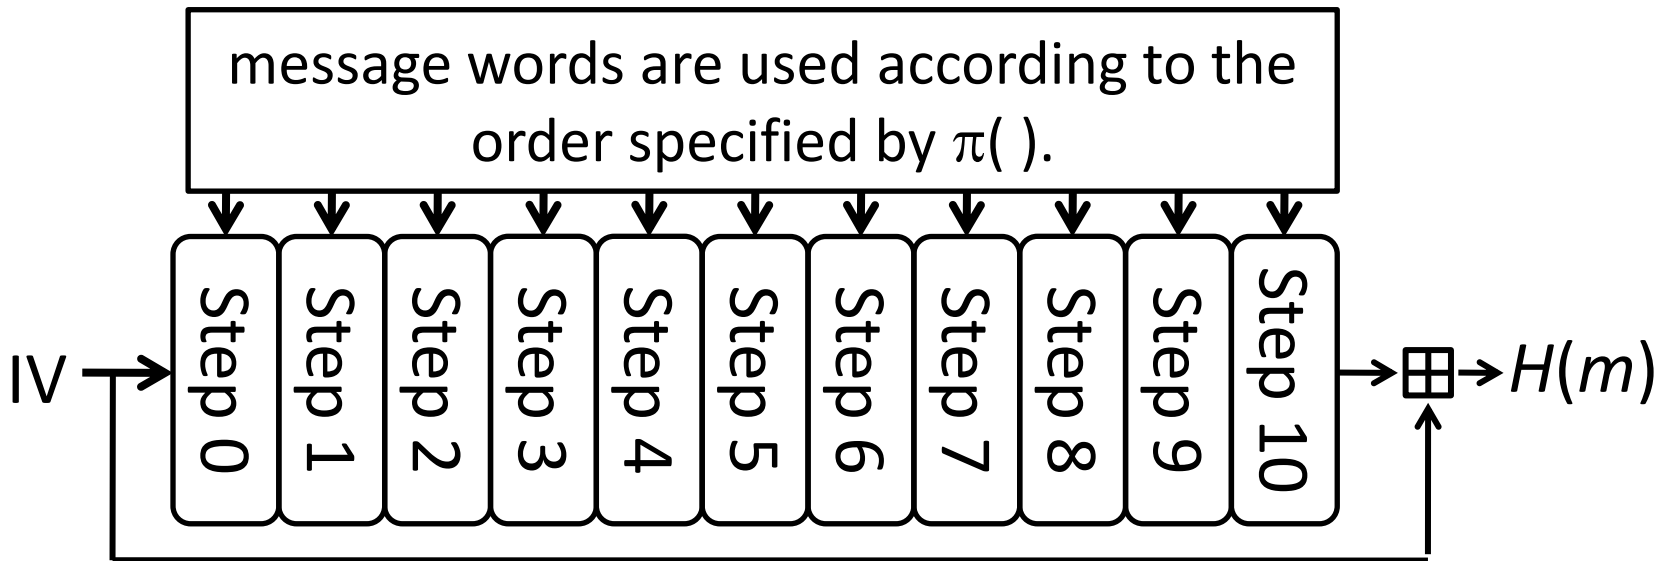 message words are used according to the
order specified by π( ).
Step 0
Step 1
Step 2
Step 3
Step 4
Step 5
Step 6
Step 7
Step 8
Step 9
Step 10
IV
H(m)